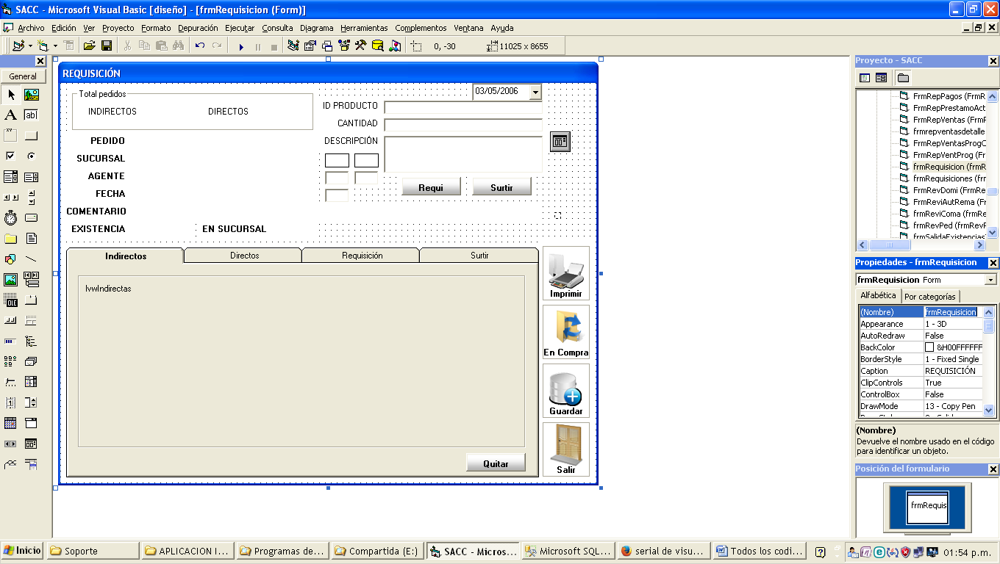 SACC - Microsoft Visual Basic [diseño] - [frmRequisicion (Form)]
Archivo Edición Ver Proyecto Formato Depuración Ejecutar Consulta Diagrama Herramientas Complementos Ventana Ayuda
0, -30 11025 x 8655
General
REQUISICIÓN
03/05/2006
Total pedidos
INDIRECTOS DIRECTOS
ID PRODUCTO
CANTIDAD
DESCRIPCIÓN
PEDIDO
SUCURSAL
AGENTE
FECHA
COMENTARIO
EXISTENCIA EN SUCURSAL
Requi Surtir
Indirectos Directos Requisición Surtir
lvwIndirectas
Quitar
Imprimir
En Compra
Guardar
Salir
Proyecto - SACC
FrmRepPagos (FrmR
FrmRepPrestamoAct
FrmRepVentas (FrmF
frmrepventasdetalle
FrmRepVentasProgC
FrmRepVentProg (Fr
frmRequisicion (frmR
frmRequisiciones (frr
FrmRevDomi (FrmRe
FrmReviAutRema (Fr
frmReviComa (frmRe
frmRevPed (frmRevP
frmSalidaExistencias
Propiedades - frmRequisicion
frmRequisicion Form
Alfabética Por categorías
(Nombre) frmRequisicion
Appearance 1 - 3D
AutoRedraw False
BackColor &H00FFFFFF
BorderStyle 1 - Fixed Single
Caption REQUISICIÓN
ClipControls True
ControlBox False
DrawMode 13 - Copy Pen
(Nombre)
Devuelve el nombre usado en el código
para identificar un objeto.
Posición del formulario
frmRequis
Inicio Soporte APLICACION I... Programas de... Compartida (E:) SACC - Micros... Microsoft SQL... serial de visu... Todos los codi... 01:54 p.m.